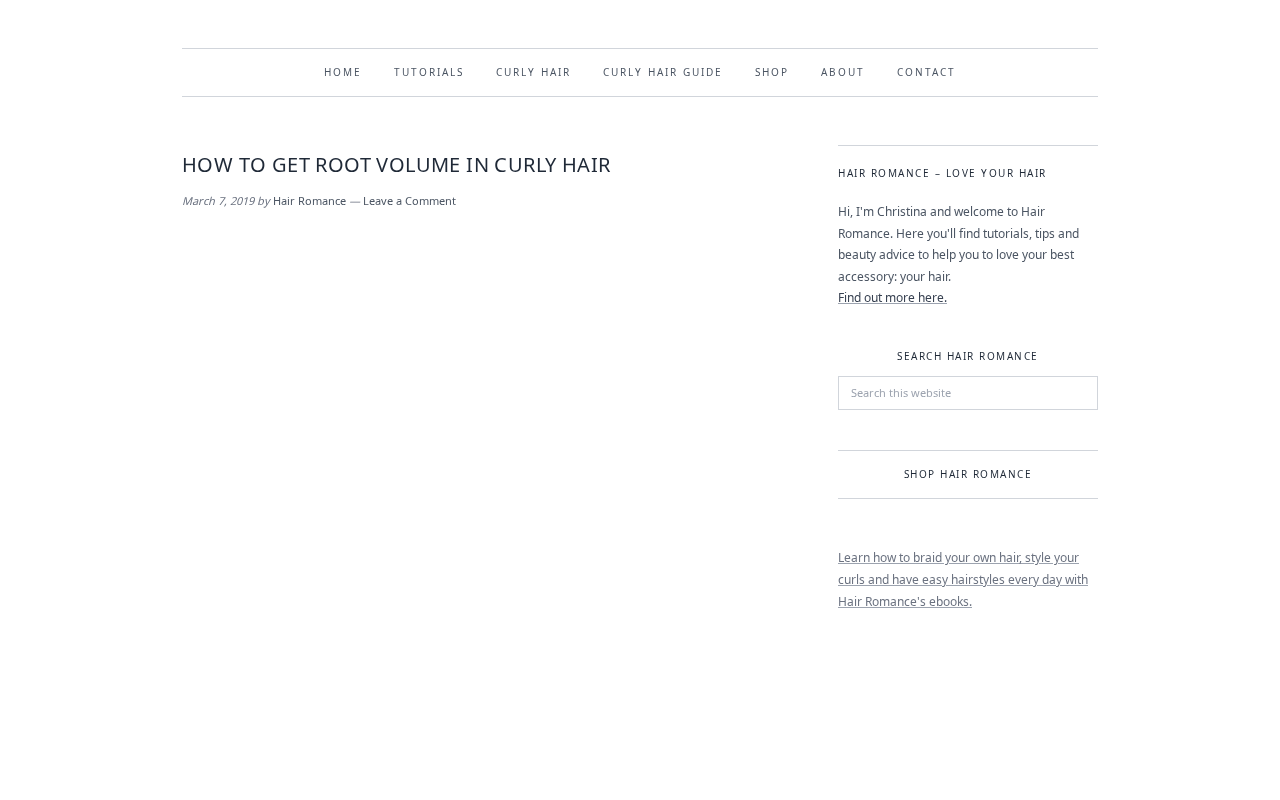 HOME TUTORIALS CURLY HAIR CURLY HAIR GUIDE SHOP ABOUT CONTACT
HOW TO GET ROOT VOLUME IN CURLY HAIR
March 7, 2019 by Hair Romance — Leave a Comment
HAIR ROMANCE – LOVE YOUR HAIR
Hi, I'm Christina and welcome to Hair
Romance. Here you'll find tutorials, tips and
beauty advice to help you to love your best
accessory: your hair.
Find out more here.
SEARCH HAIR ROMANCE
Search this website
SHOP HAIR ROMANCE
Learn how to braid your own hair, style your
curls and have easy hairstyles every day with
Hair Romance's ebooks.